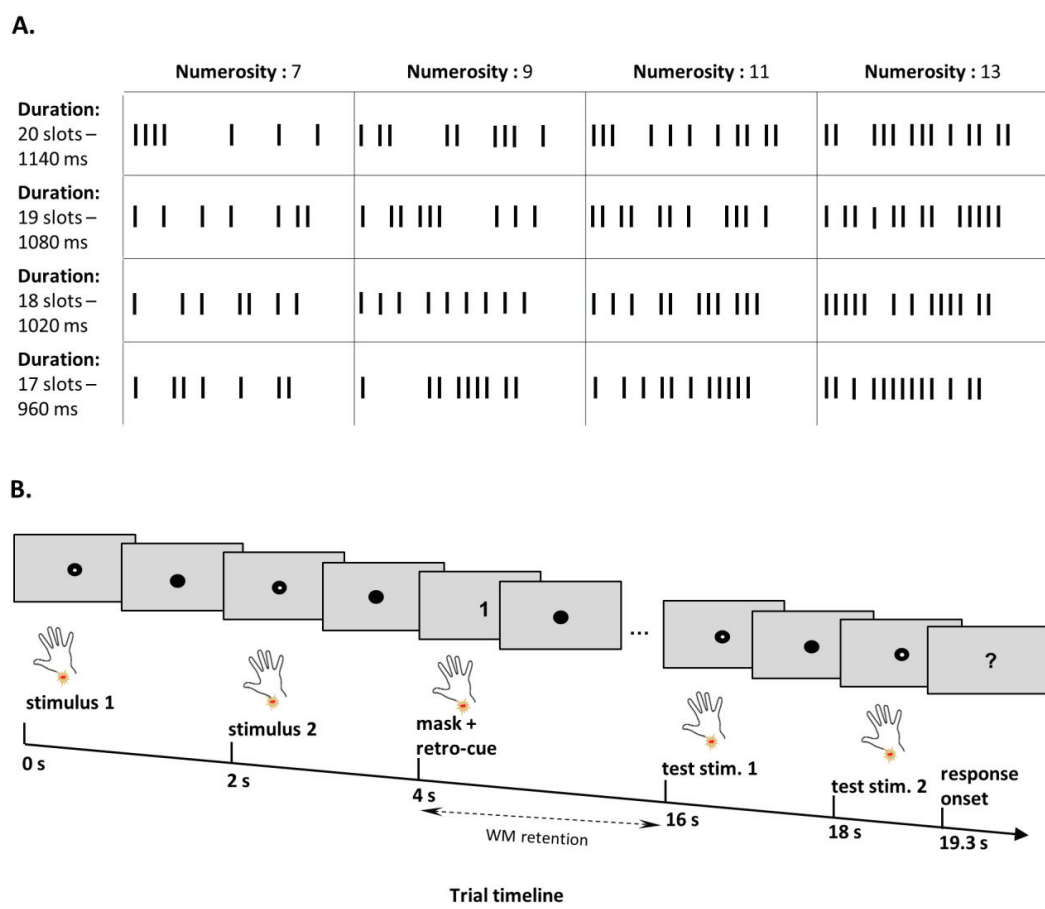 A.
Numerosity : 7 Numerosity : 9 Numerosity : 11 Numerosity : 13
Duration:
20 slots –
1140 ms
Duration:
19 slots –
1080 ms
Duration:
18 slots –
1020 ms
Duration:
17 slots –
960 ms
B.
1
...
?
stimulus 1
stimulus 2
mask +
retro-cue
test stim. 1
test stim. 2
response
onset
0 s
2 s
4 s
16 s
18 s
19.3 s
WM retention
Trial timeline